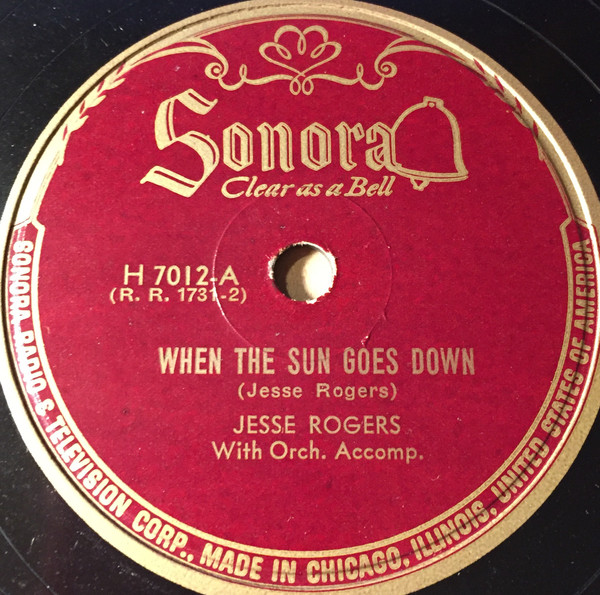 Sonora
Clear as a Bell
H 7012-A
(R. R. 1731-2)
WHEN THE SUN GOES DOWN
(Jesse Rogers)
JESSE ROGERS
With Orch. Accomp.
SONORA RADIO & TELEVISION CORP., MADE IN CHICAGO, ILLINOIS, UNITED STATES OF AMERICA